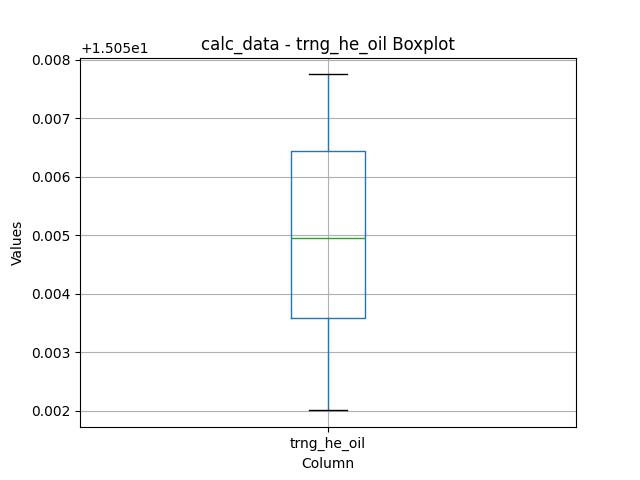 calc_data - trng_he_oil Boxplot
+1.505e1
0.008
0.007
0.006
0.005
0.004
0.003
0.002
Values
trng_he_oil
Column